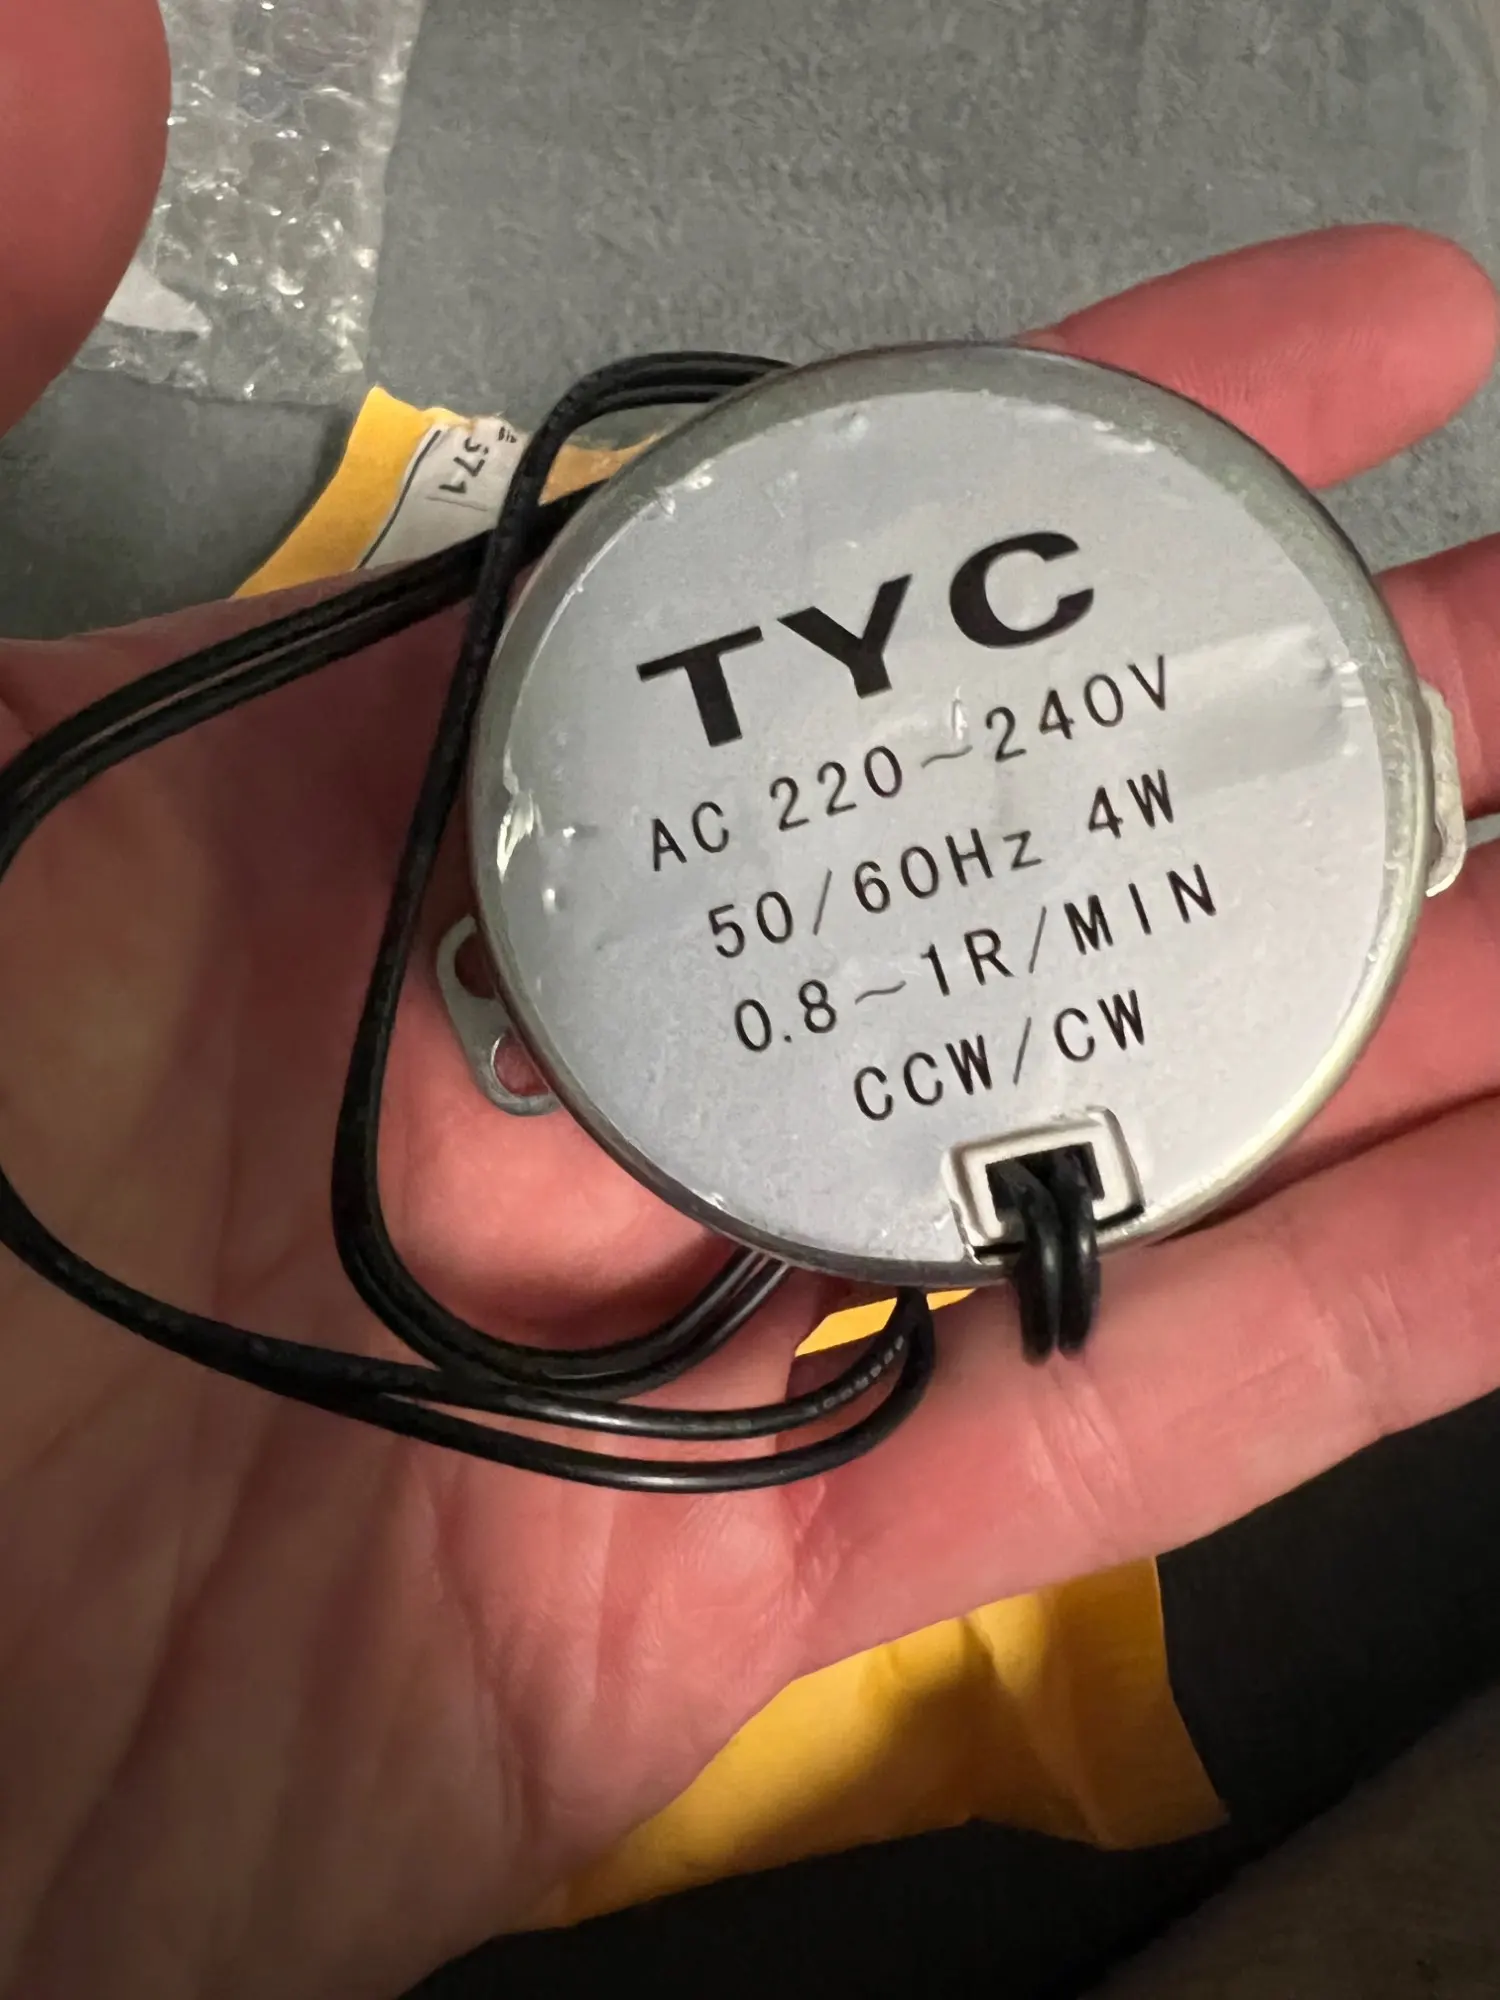 TYC
AC 220~240V
50/60Hz 4W
0.8~1R/MIN
CCW/CW